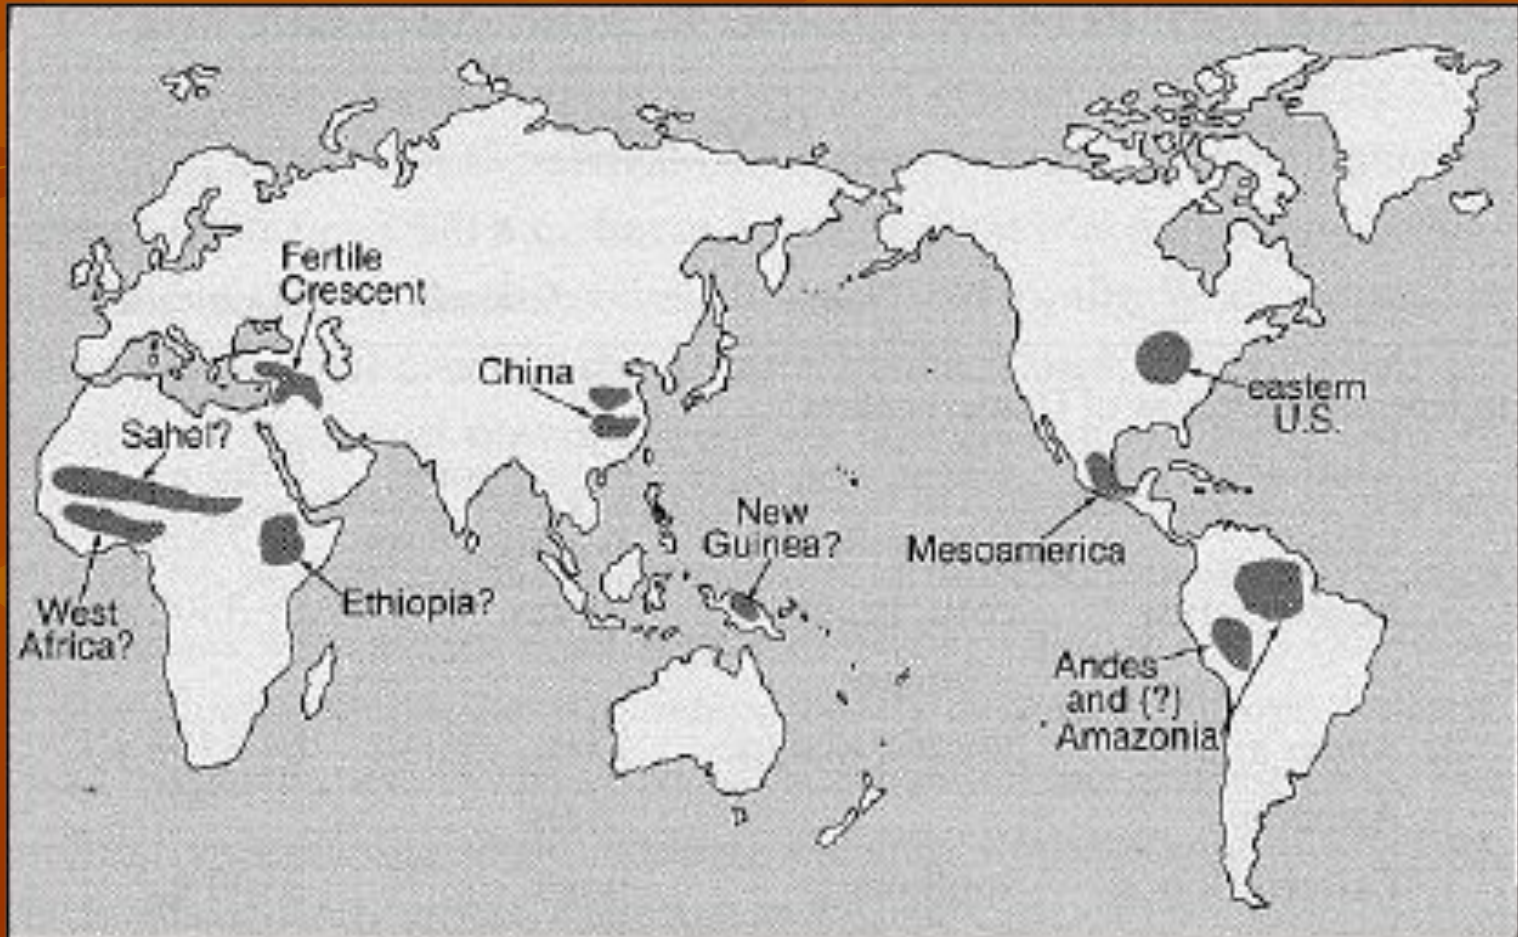 Fertile
Crescent
China
Sahel?
West
Africa?
Ethiopia?
New
Guinea?
eastern
U.S.
Mesoamerica
Andes
and (?)
Amazonia